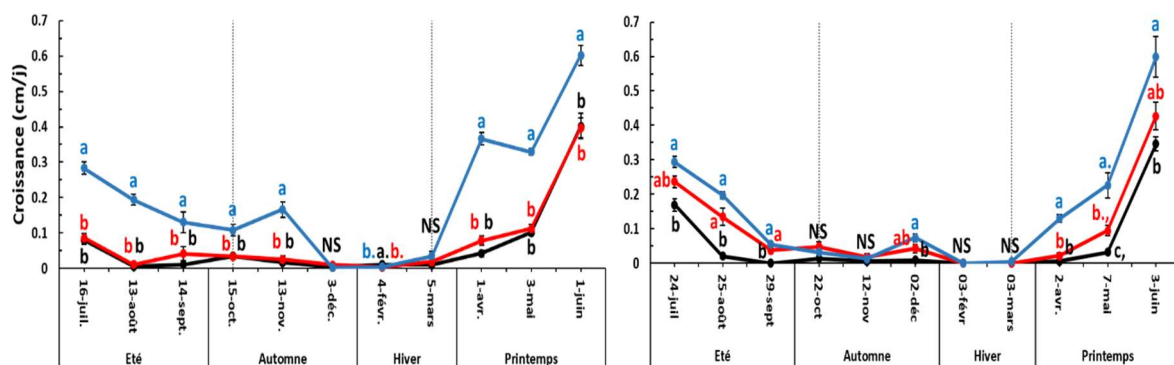 Croissance (cm/j)
0.7
0.6
0.5
0.4
0.3
0.2
0.1
0
a
b
b
a
b b
a
b b
a
b b
a
b b
NS
b. a. b.
NS
a
b b
a
b
b
a
b
b
16-juil.
13-août
14-sept.
15-oct.
13-nov.
3-déc.
4-févr.
5-mars
1-avr.
3-mai
1-juin
Eté
Automne
Hiver
Printemps
0.7
0.6
0.5
0.4
0.3
0.2
0.1
0
a
ab
b
a
a
b
a
a
b
NS
NS
a
ab
b
NS
NS
a
b
b
a.
b.,
c,
a
ab
b
24-juil
25-août
29-sept
22-oct
12-nov
02-déc
03-févr
03-mars
2-avr.
7-mai
3-juin
Eté
Automne
Hiver
Printemps